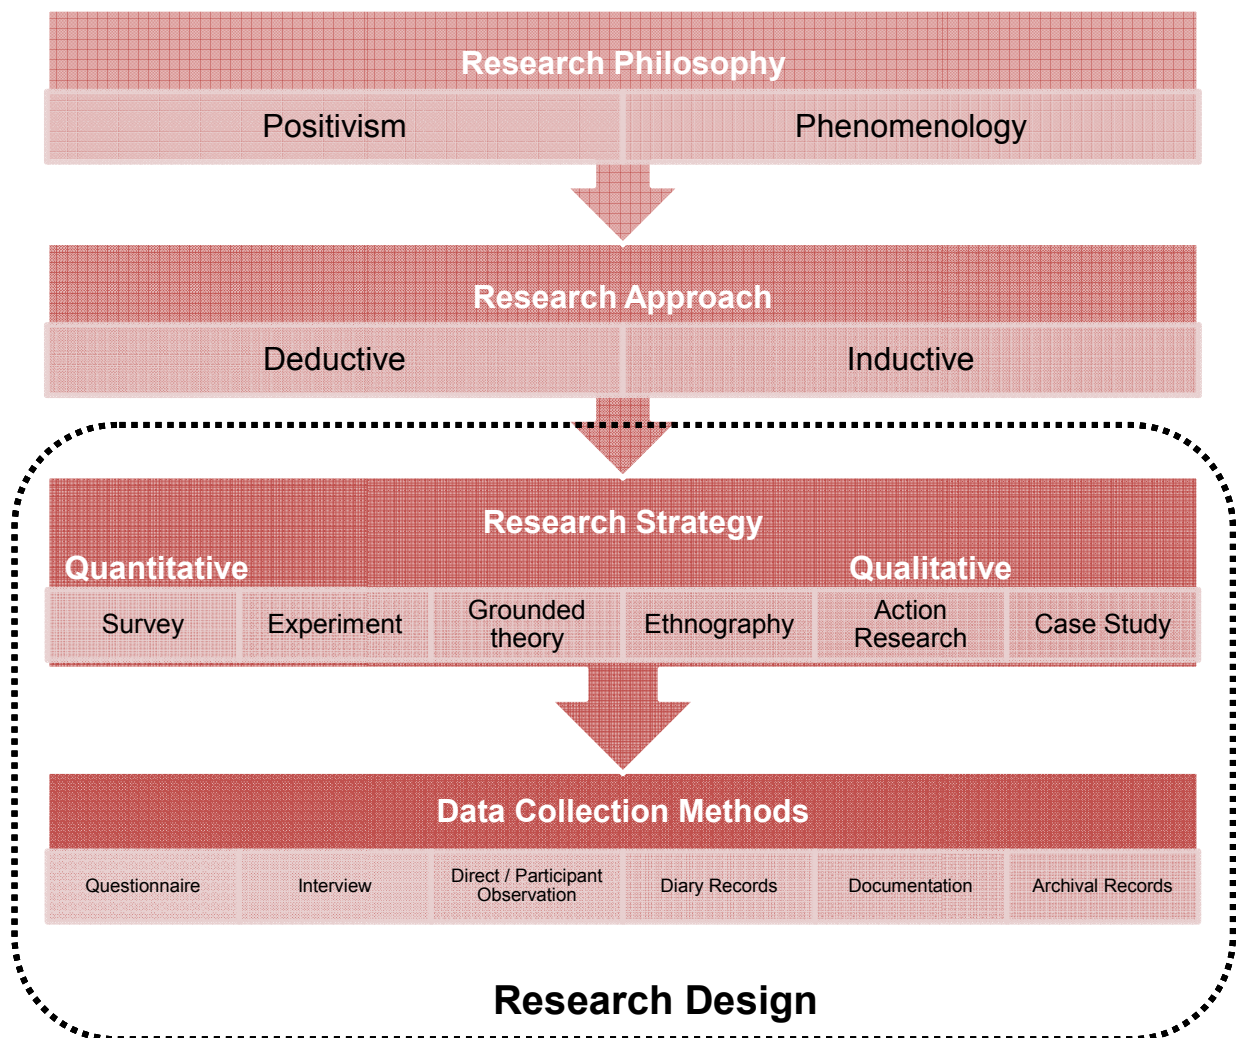 Research Philosophy
Positivism
Phenomenology
Research Approach
Deductive
Inductive
Research Strategy
Quantitative
Qualitative
Survey
Experiment
Grounded
theory
Ethnography
Action
Research
Case Study
Data Collection Methods
Questionnaire
Interview
Direct / Participant
Observation
Diary Records
Documentation
Archival Records
Research Design